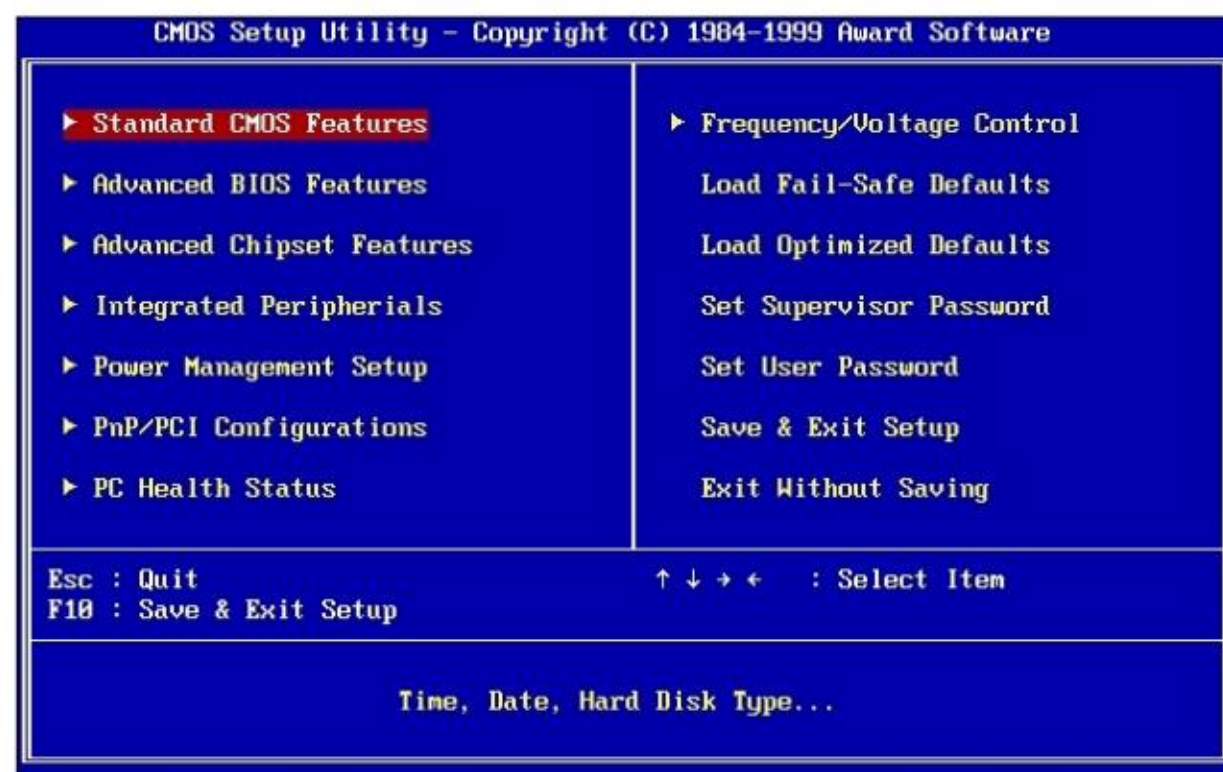 CMOS Setup Utility – Copyright (C) 1984–1999 Award Software
▶ Standard CMOS Features
▶ Advanced BIOS Features
▶ Advanced Chipset Features
▶ Integrated Peripherials
▶ Power Management Setup
▶ PnP/PCI Configurations
▶ PC Health Status
▶ Frequency/Voltage Control
Load Fail-Safe Defaults
Load Optimized Defaults
Set Supervisor Password
Set User Password
Save & Exit Setup
Exit Without Saving
Esc : Quit
F10 : Save & Exit Setup
↑ ↓ → ← : Select Item
Time, Date, Hard Disk Type...